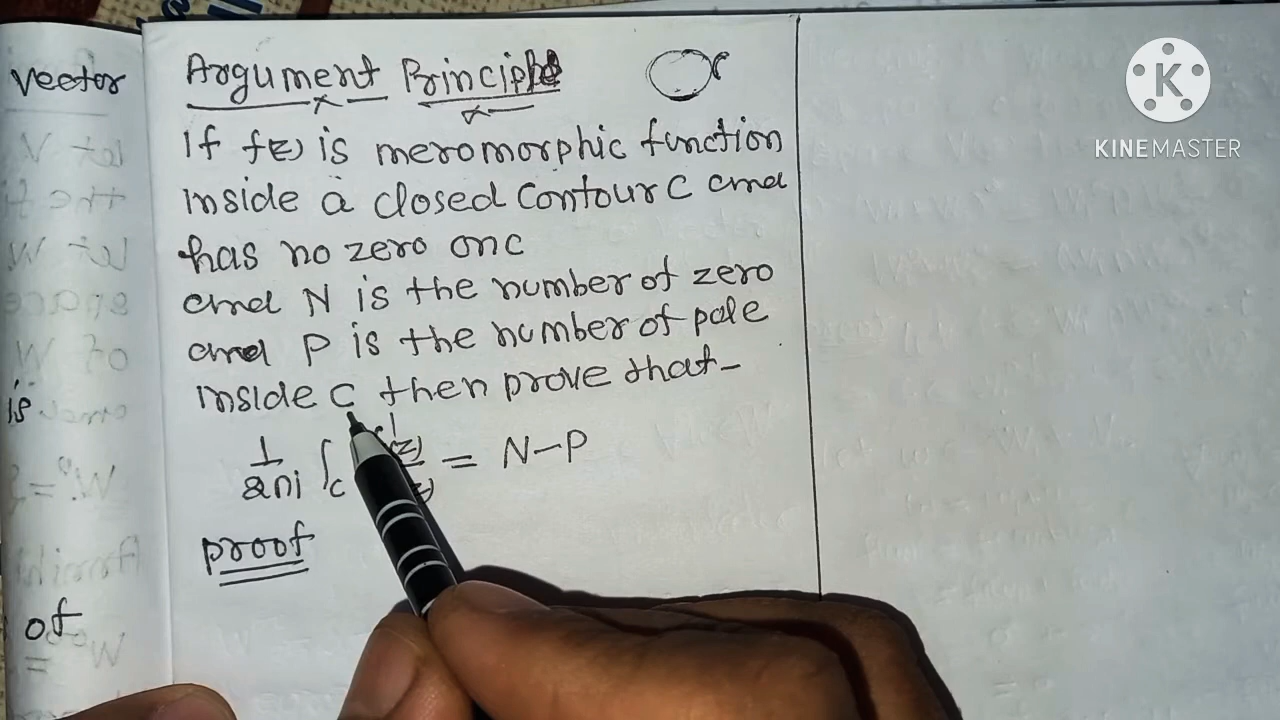 vector
Argument Principle
If f(z) is meromorphic function
inside a closed contour C and
has no zero on C
and N is the number of zero
and P is the number of pole
inside C then prove that-
1/2πi ∫c (z)/ = N-P
proof
is
of
K
KINEMASTER